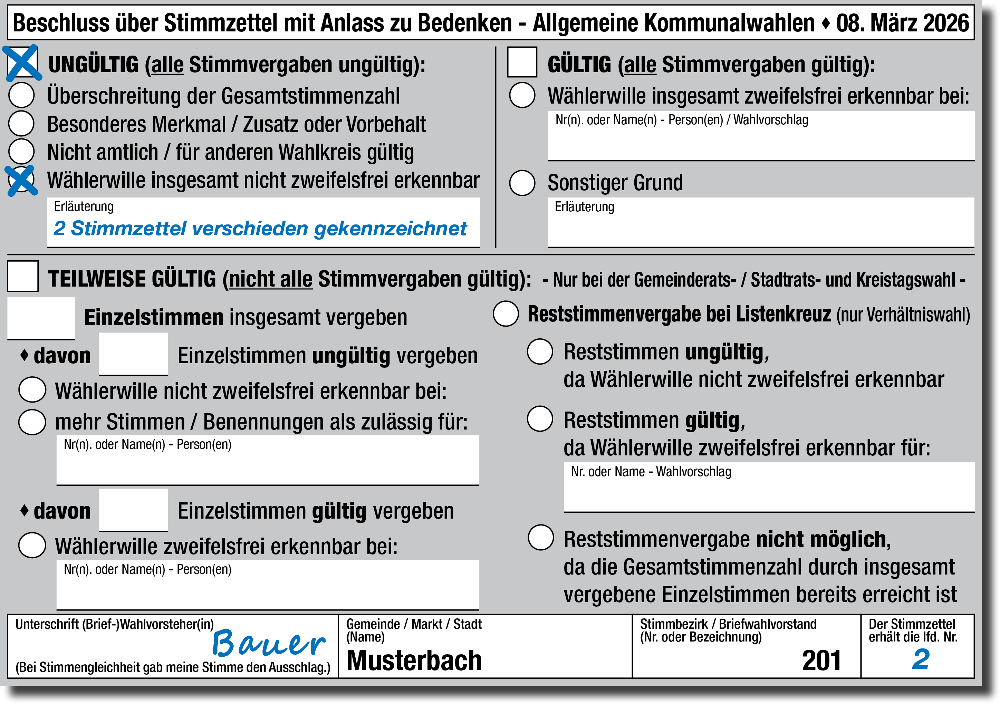 Beschluss über Stimmzettel mit Anlass zu Bedenken - Allgemeine Kommunalwahlen ♦ 08. März 2026
UNGÜLTIG (alle Stimmvergaben ungültig):
Überschreitung der Gesamtstimmenzahl
Besonderes Merkmal / Zusatz oder Vorbehalt
Nicht amtlich / für anderen Wahlkreis gültig
Wählerwille insgesamt nicht zweifelsfrei erkennbar
Erläuterung
2 Stimmzettel verschieden gekennzeichnet
GÜLTIG (alle Stimmvergaben gültig):
Wählerwille insgesamt zweifelsfrei erkennbar bei:
Nr(n). oder Name(n) - Person(en) / Wahlvorschlag
Sonstiger Grund
Erläuterung
TEILWEISE GÜLTIG (nicht alle Stimmvergaben gültig): - Nur bei der Gemeinderats- / Stadtrats- und Kreistagswahl -
Einzelstimmen insgesamt vergeben
♦ davon Einzelstimmen ungültig vergeben
Wählerwille nicht zweifelsfrei erkennbar bei:
mehr Stimmen / Benennungen als zulässig für:
Nr(n). oder Name(n) - Person(en)
♦ davon Einzelstimmen gültig vergeben
Wählerwille zweifelsfrei erkennbar bei:
Nr(n). oder Name(n) - Person(en)
Reststimmenvergabe bei Listenkreuz (nur Verhältniswahl)
Reststimmen ungültig,
da Wählerwille nicht zweifelsfrei erkennbar
Reststimmen gültig,
da Wählerwille zweifelsfrei erkennbar für:
Nr. oder Name - Wahlvorschlag
Reststimmenvergabe nicht möglich,
da die Gesamtstimmenzahl durch insgesamt
vergebene Einzelstimmen bereits erreicht ist
Unterschrift (Brief-)Wahlvorsteher(in)
Bauer
(Bei Stimmengleichheit gab meine Stimme den Ausschlag.)
Gemeinde / Markt / Stadt
(Name)
Musterbach
Stimmbezirk / Briefwahlvorstand
(Nr. oder Bezeichnung)
201
Der Stimmzettel
erhält die lfd. Nr.
2